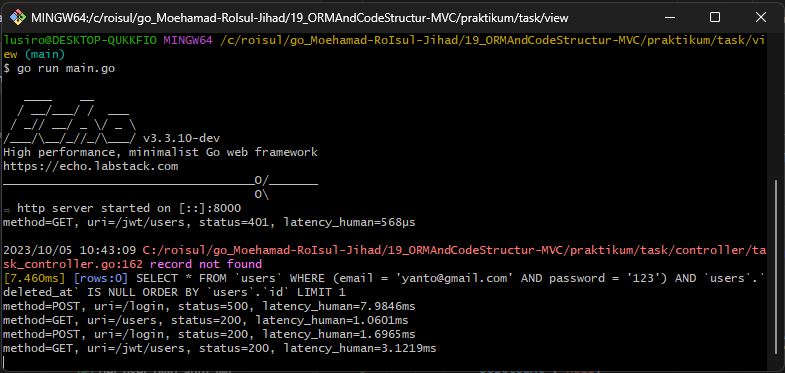 MINGW64:/c/roisul/go_Moehamad-RoIsul-Jihad/19_ORMAndCodeStructur-MVC/praktikum/task/view
lusiro@DESKTOP-QUKKFIO MINGW64 /c/roisul/go_Moehamad-RoIsul-Jihad/19_ORMAndCodeStructur-MVC/praktikum/task/vi
ew (main)
$ go run main.go
   ____    __
  / __/___/ /  ___
 / _// __/ _ \/ _ \
/___/\__/_//_/\___/ v3.3.10-dev
High performance, minimalist Go web framework
https://echo.labstack.com
____________________________________O/_______
                                    O\
⇨ http server started on [::]:8000
method=GET, uri=/jwt/users, status=401, latency_human=568µs
2023/10/05 10:43:09 C:/roisul/go_Moehamad-RoIsul-Jihad/19_ORMAndCodeStructur-MVC/praktikum/task/controller/ta
sk_controller.go:162 record not found
[7.460ms] [rows:0] SELECT * FROM `users` WHERE (email = 'yanto@gmail.com' AND password = '123') AND `users`.`
deleted_at` IS NULL ORDER BY `users`.`id` LIMIT 1
method=POST, uri=/login, status=500, latency_human=7.9846ms
method=GET, uri=/users, status=200, latency_human=1.0601ms
method=POST, uri=/login, status=200, latency_human=1.6965ms
method=GET, uri=/jwt/users, status=200, latency_human=3.1219ms